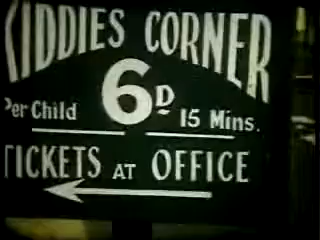 KIDDIES CORNER
6D
Per Child 15 Mins.
TICKETS AT OFFICE